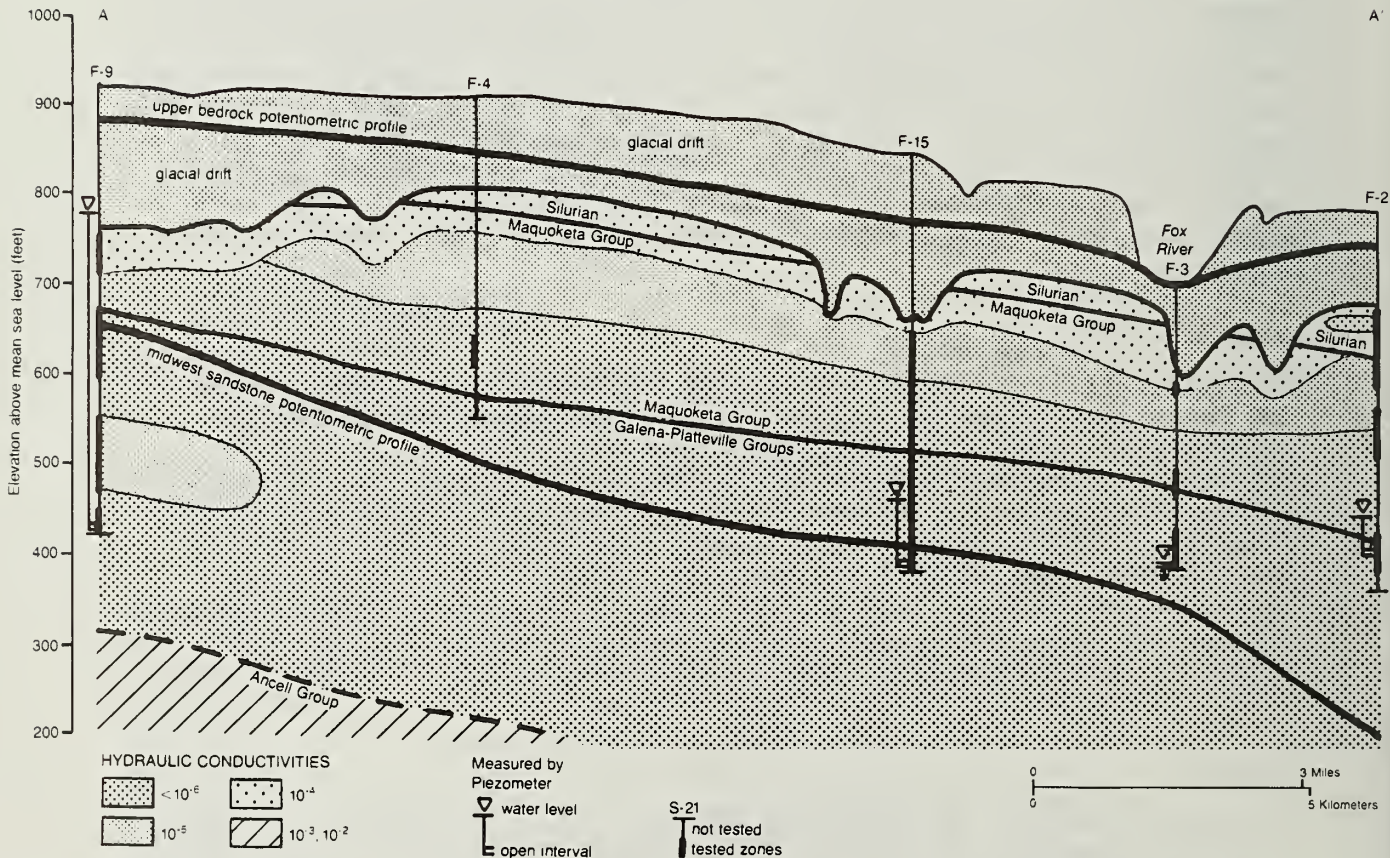 1000
A
A'
F-9
F-4
900
upper bedrock potentiometric profile
glacial drift
F-15
glacial drift
800
F-2
Silurian
Maquoketa Group
Fox
River
F-3
700
Silurian
Maquoketa Group
Silurian
600
midwest sandstone potentiometric profile
Maquoketa Group
Galena-Platteville Groups
500
400
300
Ancell Group
200
Elevation above mean sea level (feet)
HYDRAULIC CONDUCTIVITIES
<10⁻⁶
10⁻⁴
10⁻⁵
10⁻³, 10⁻²
Measured by
Piezometer
water level
open interval
S-21
not tested
tested zones
0 3 Miles
0 5 Kilometers